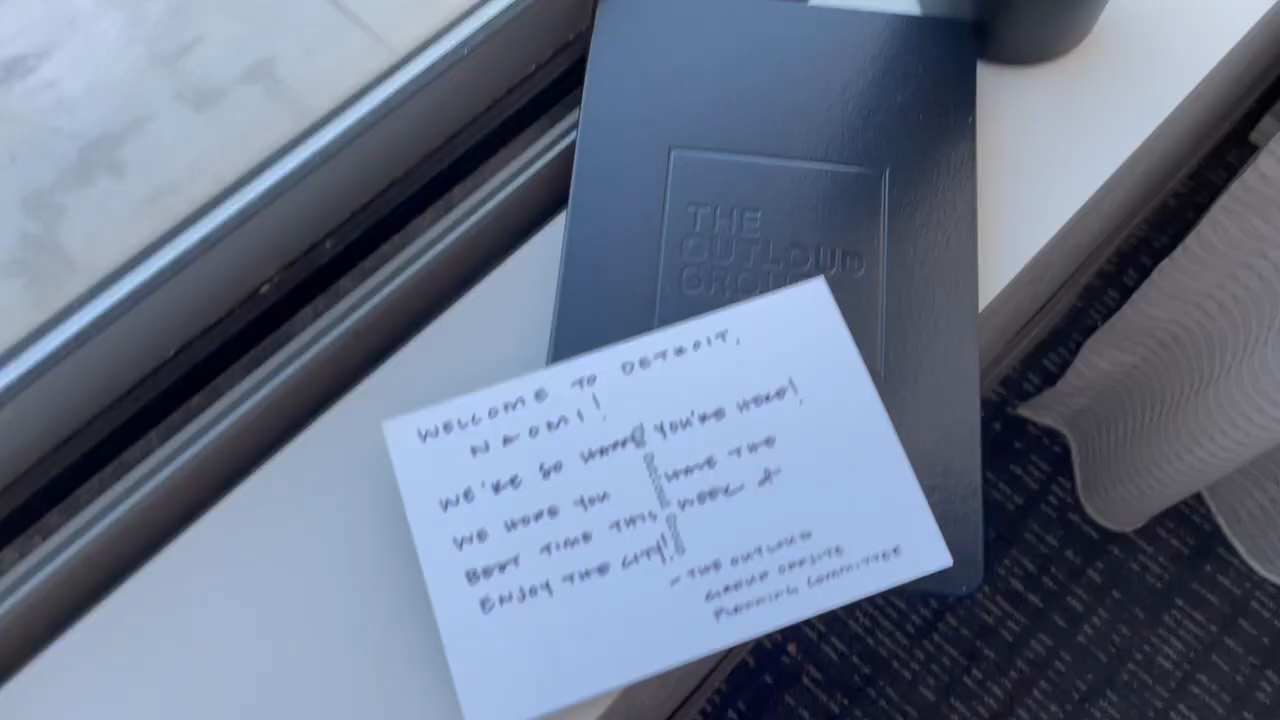 THE
OUTLOUD
GROUP
WELCOME TO DETROIT,
NAOMI!
WE'RE SO HAPPY YOU'RE HERE!
WE HOPE YOU HAVE THE
BEST TIME THIS WEEK &
ENJOY THE CITY!
- THE OUTLOUD
GROUP OFFSITE
PLANNING COMMITTEE